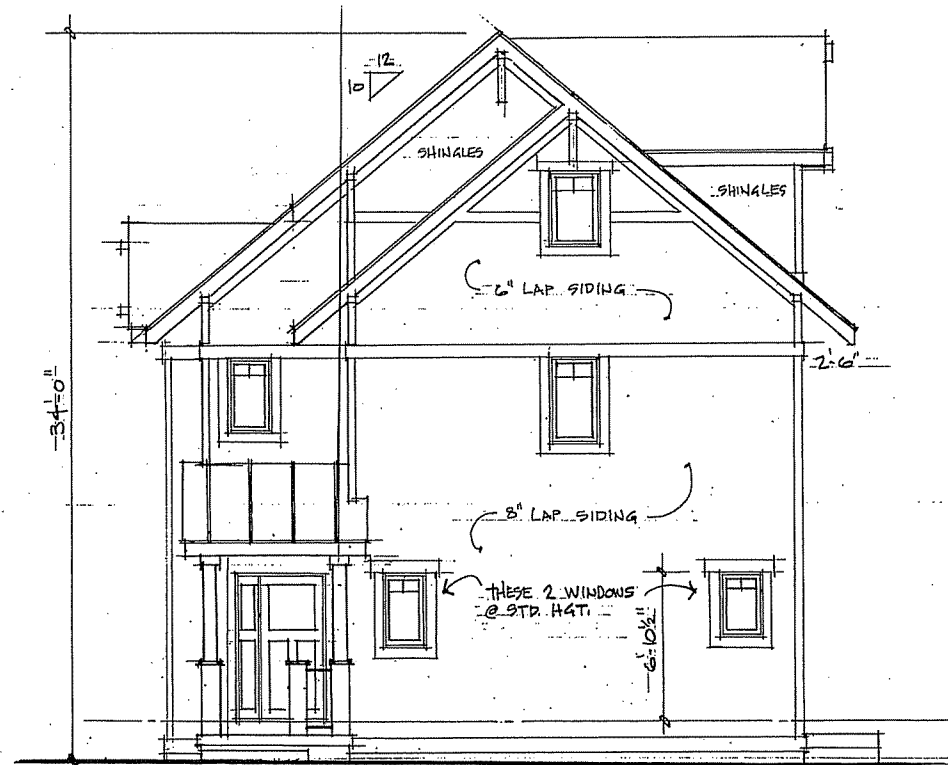 12
10
SHINGLES
SHINGLES
6" LAP SIDING
2'-6"
34'-0"
8" LAP SIDING
THESE 2 WINDOWS
@ STD. HGT.
6'-10½"